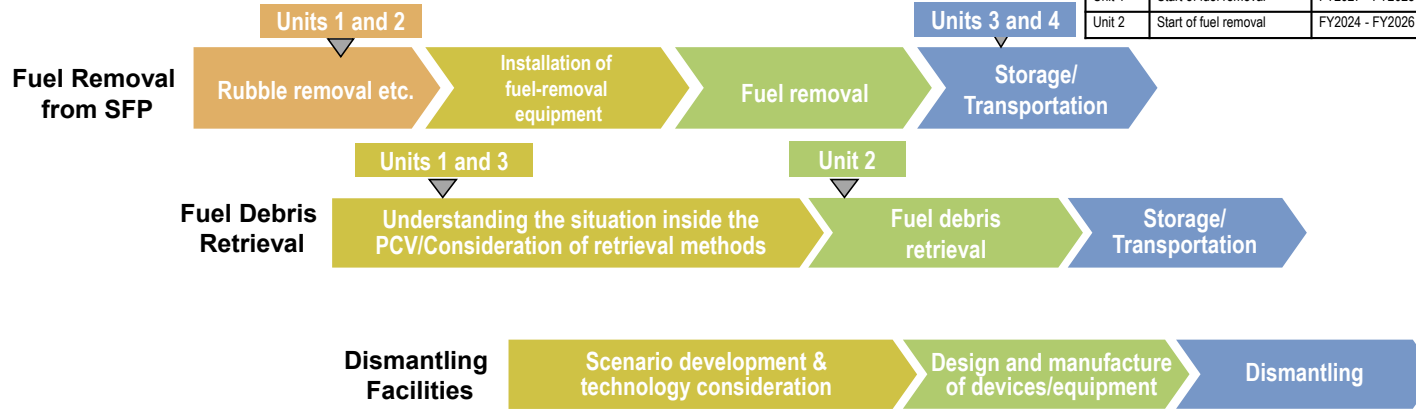 Units 1 and 2
Units 3 and 4
Unit 2
Start of fuel removal
FY2024 - FY2026
Fuel Removal
from SFP
Rubble removal etc.
Installation of
fuel-removal
equipment
Fuel removal
Storage/
Transportation
Units 1 and 3
Unit 2
Fuel Debris
Retrieval
Understanding the situation inside the
PCV/Consideration of retrieval methods
Fuel debris
retrieval
Storage/
Transportation
Dismantling
Facilities
Scenario development &
technology consideration
Design and manufacture
of devices/equipment
Dismantling